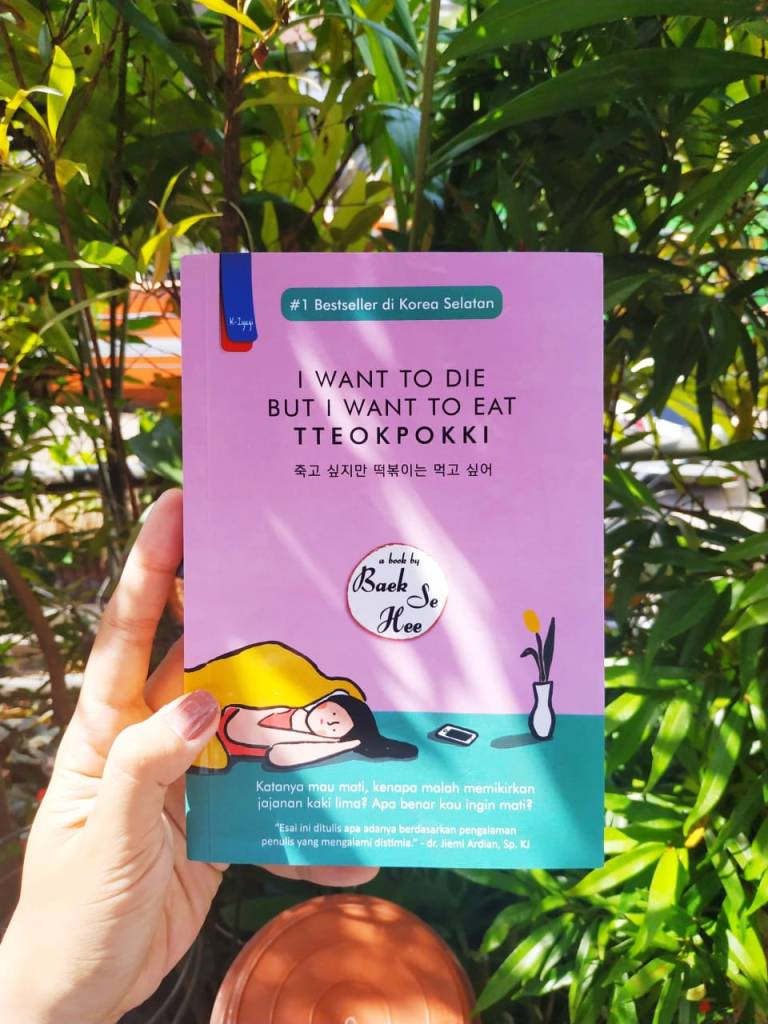 K-Iyagi
#1 Bestseller di Korea Selatan
I WANT TO DIE
BUT I WANT TO EAT
TTEOKPOKKI
죽고 싶지만 떡볶이는 먹고 싶어
a book by
Baek
Se
Hee
Katanya mau mati, kenapa malah memikirkan
jajanan kaki lima? Apa benar kau ingin mati?
"Esai ini ditulis apa adanya berdasarkan pengalaman
penulis yang mengalami distimia." - dr. Jiemi Ardian, Sp. KJ